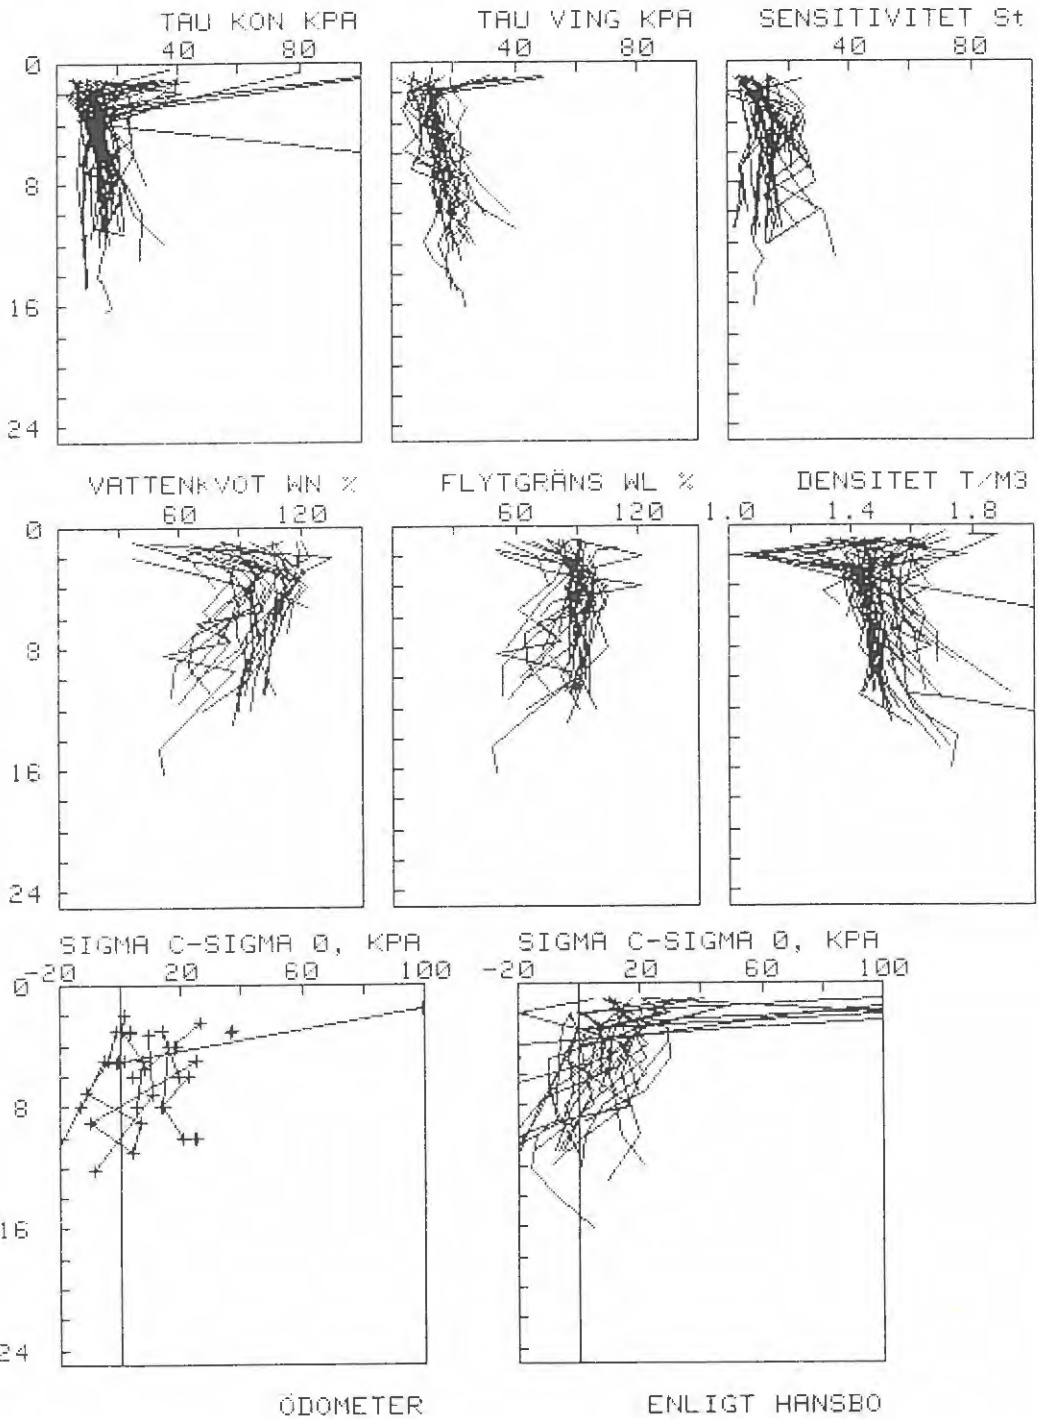 TAU KON KPA
40 80
TAU VING KPA
40 80
SENSITIVITET St
40 80
0
8
16
24
VATTENKVOT WN %
60 120
FLYTGRÄNS WL %
60 120
DENSITET T/M3
1.0 1.4 1.8
0
8
16
24
SIGMA C-SIGMA 0, KPA
-20 20 60 100
SIGMA C-SIGMA 0, KPA
-20 20 60 100
0
8
16
24
ÖDOMETER
ENLIGT HANSBO